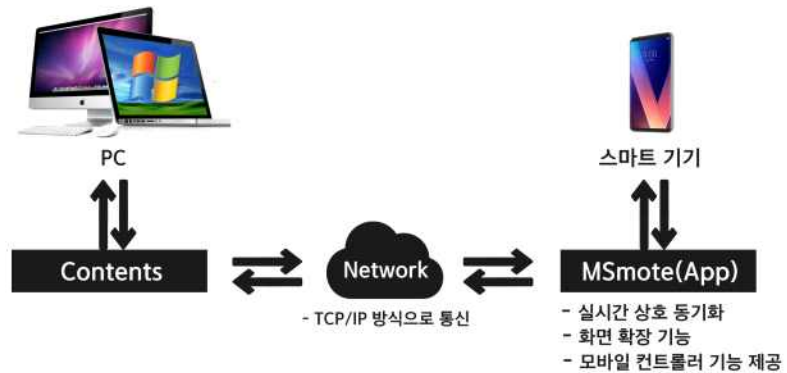 PC
스마트 기기
Contents
Network
MSmote(App)
- TCP/IP 방식으로 통신
- 실시간 상호 동기화
- 화면 확장 기능
- 모바일 컨트롤러 기능 제공